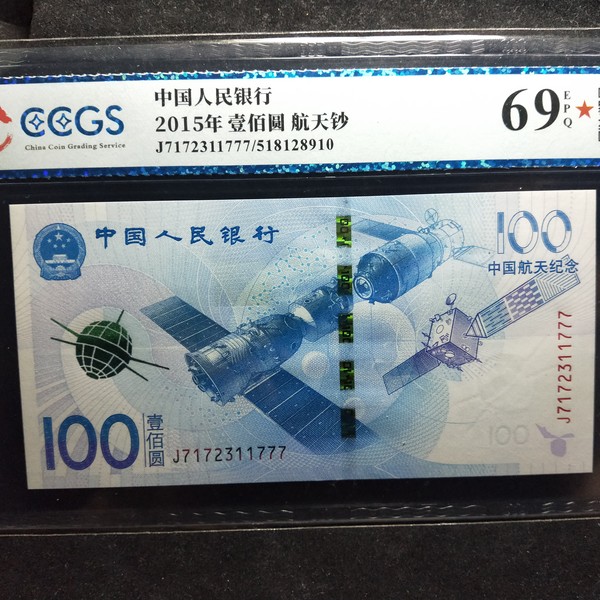 CCGS
China Coin Grading Service
中国人民银行
2015年 壹佰圆 航天钞
J7172311777/518128910
69
EPQ
中国人民银行
100
中国航天纪念
J7172311777
100
壹佰圆
J7172311777
100